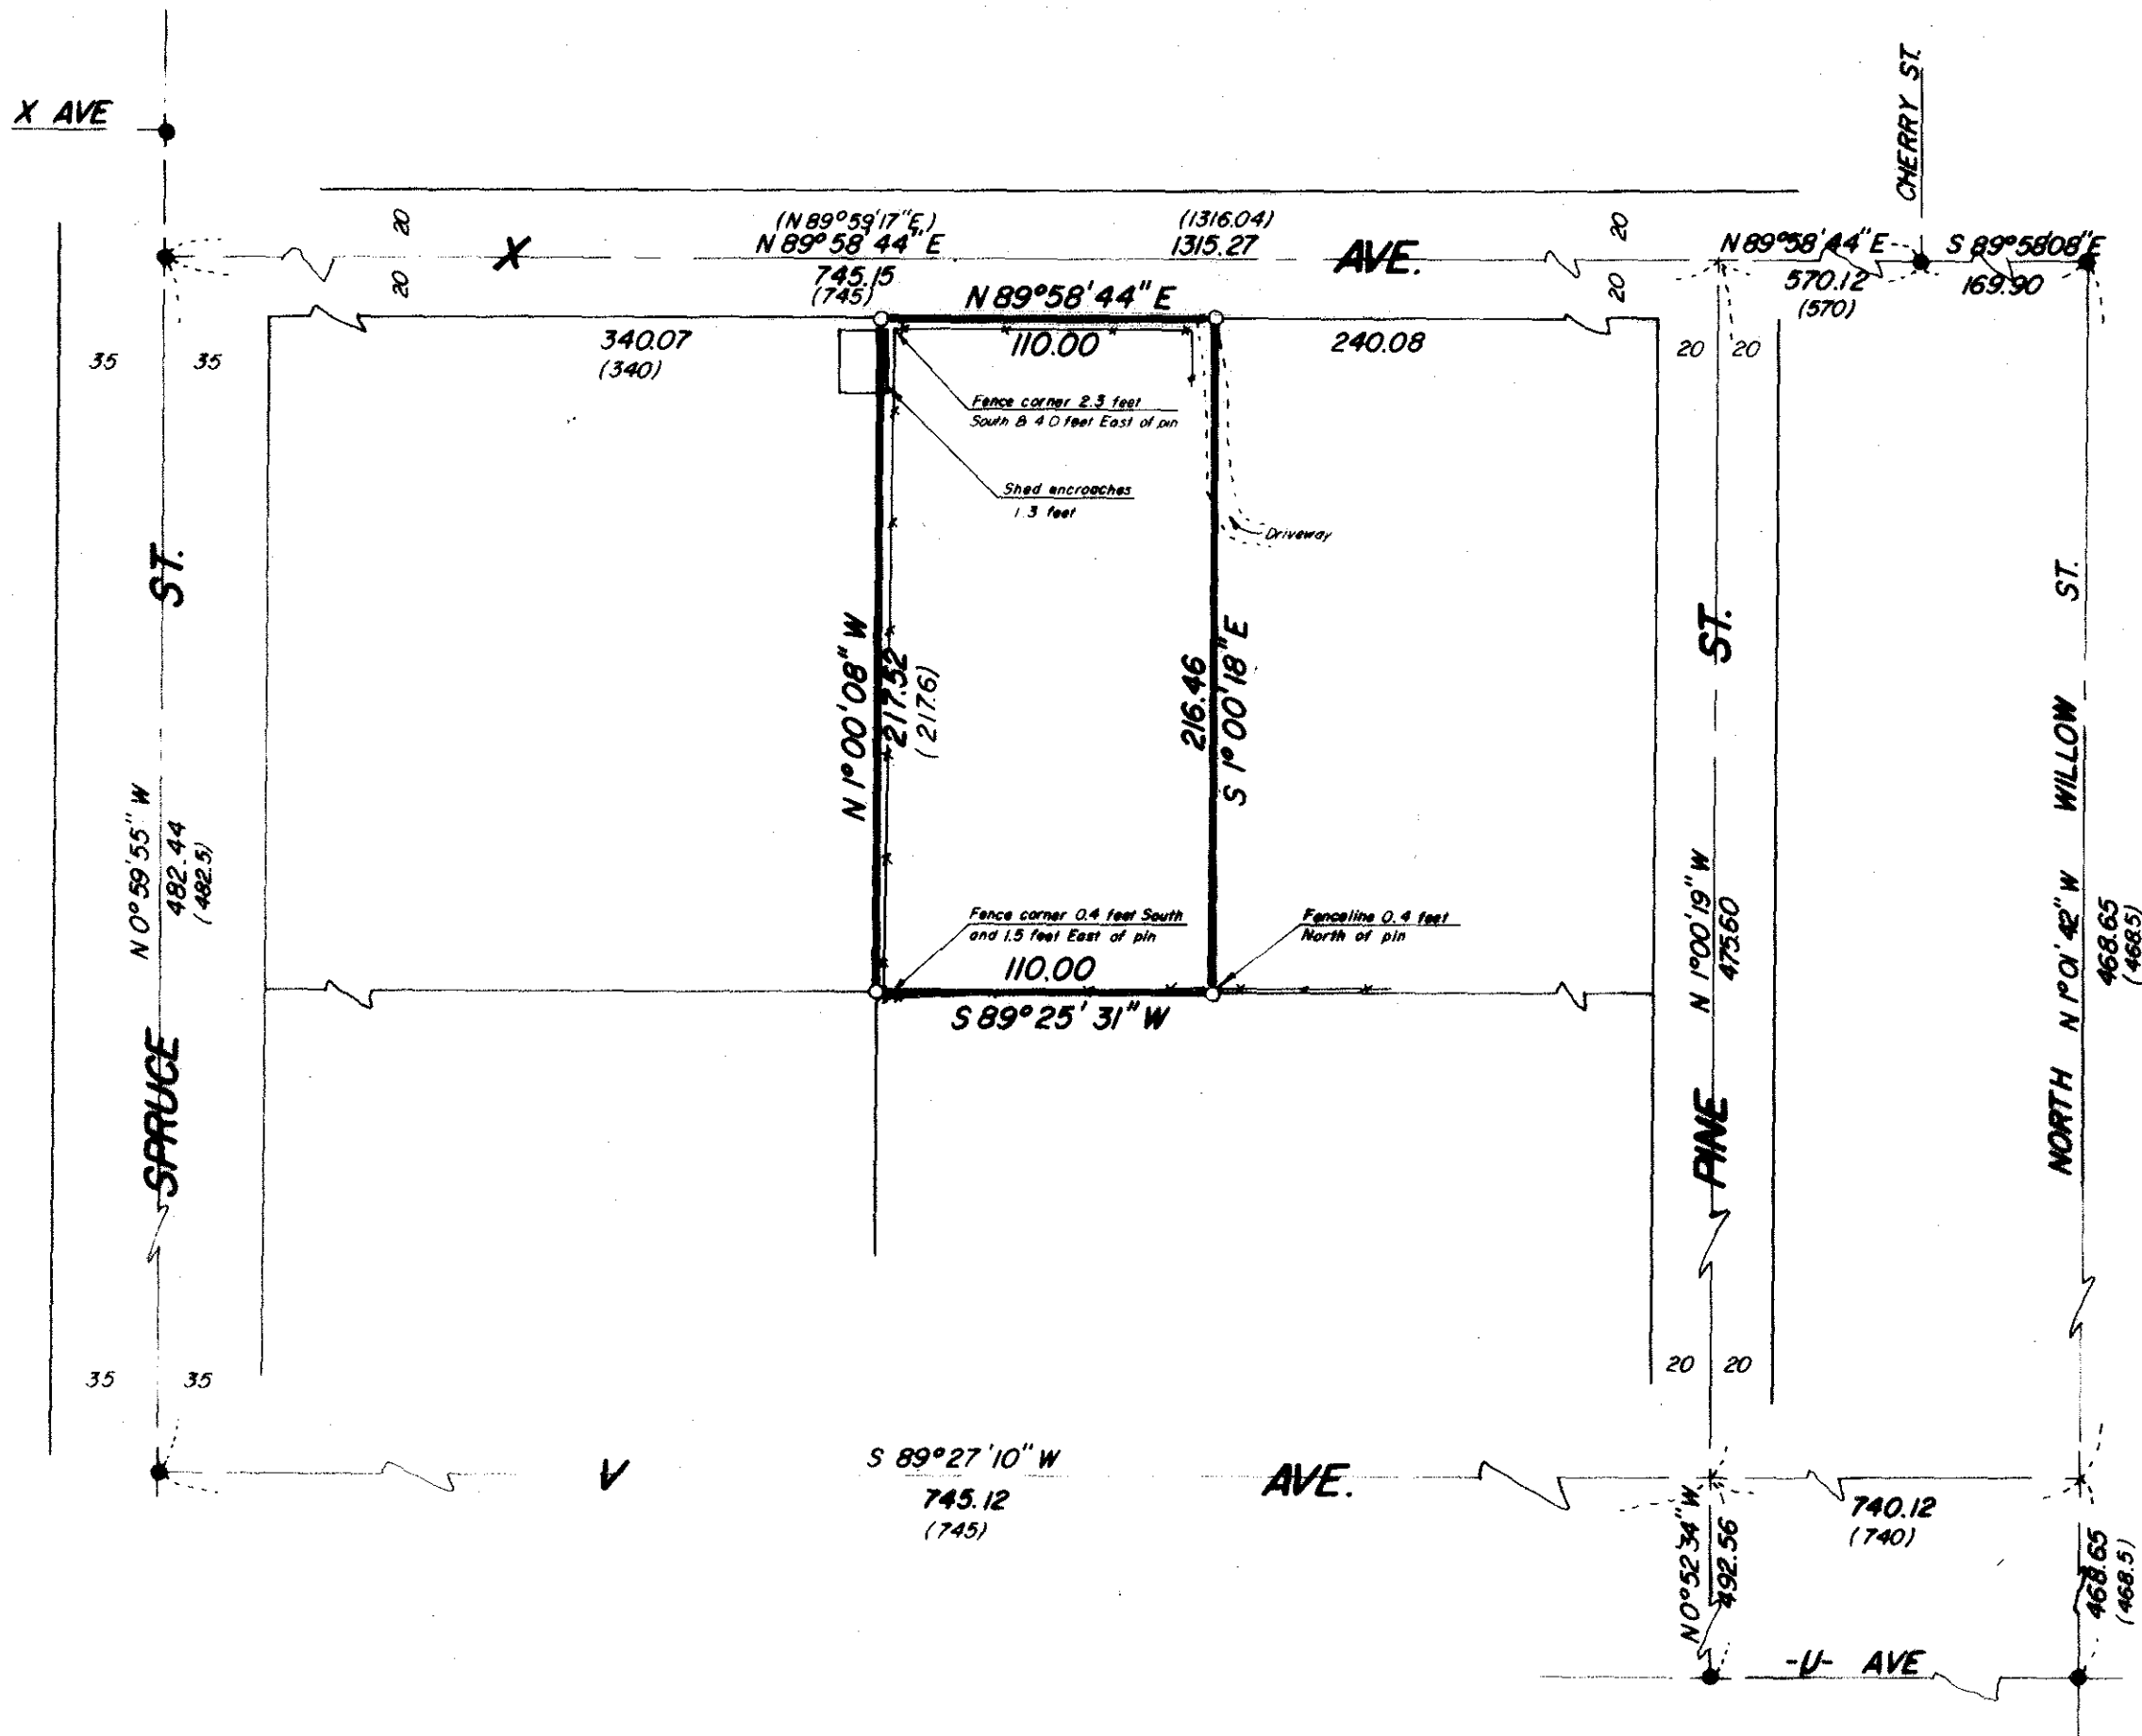 X AVE
CHERRY ST.
20
20
(N 89°59'17"E,)
N 89°58'44"E
745.15
(745)
X
(1316.04)
1315.27
AVE.
20
20
N 89°58'44"E
570.12
(570)
S 89°58'08"E
169.90
N 89°58'44"E
110.00
340.07
(340)
240.08
35
35
20
20
Fence corner 2.3 feet
South & 4.0 feet East of pin
Shed encroaches
1.3 feet
Driveway
SPRUCE ST.
N 0°59'55" W
482.44
(482.5)
N 1°00'08" W
217.52
(217.6)
216.46
S 1°00'18" E
PINE ST.
N 1°00'19" W
475.60
NORTH WILLOW ST.
N 1°01'42" W
468.65
(468.5)
Fence corner 0.4 feet South
and 1.5 feet East of pin
Fenceline 0.4 feet
North of pin
110.00
S 89°25'31" W
35
35
20
20
V AVE.
S 89°27'10" W
745.12
(745)
740.12
(740)
N 0°52'34" W
492.56
468.65
(468.5)
-U- AVE